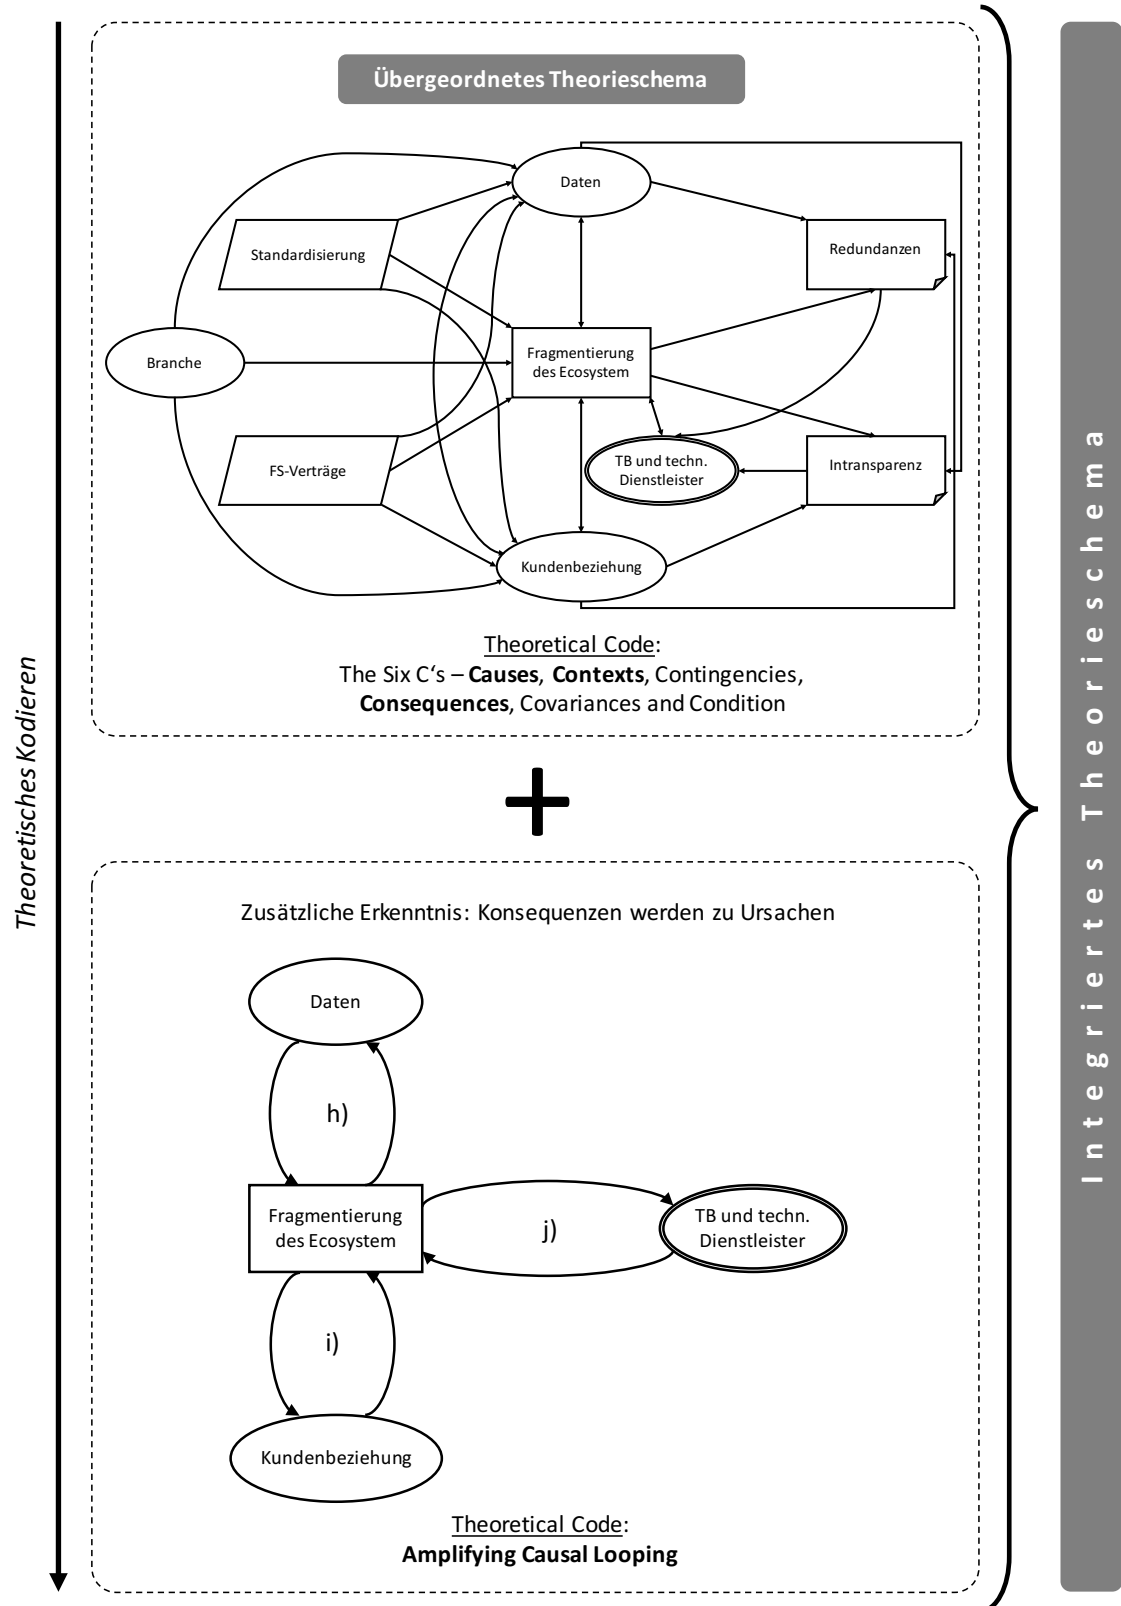 Übergeordnetes Theorieschema
Daten
Standardisierung
Redundanzen
Branche
Fragmentierung
des Ecosystem
FS-Verträge
TB und techn.
Dienstleister
Intransparenz
Kundenbeziehung
Theoretical Code:
The Six C‘s – Causes, Contexts, Contingencies,
Consequences, Covariances and Condition
Theoretisches Kodieren
+
Zusätzliche Erkenntnis: Konsequenzen werden zu Ursachen
Daten
h)
Fragmentierung
des Ecosystem
j)
TB und techn.
Dienstleister
i)
Kundenbeziehung
Theoretical Code:
Amplifying Causal Looping
Integriertes Theorieschema